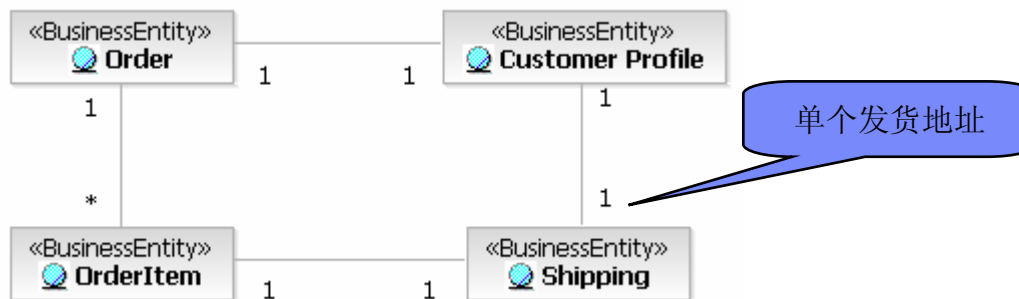 «BusinessEntity»
Order
«BusinessEntity»
Customer Profile
1
1
1
1
单个发货地址
*
1
«BusinessEntity»
OrderItem
«BusinessEntity»
Shipping
1
1